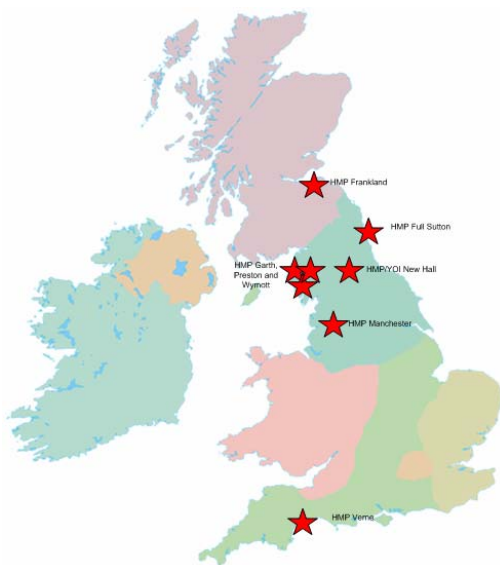 HMP Frankland
HMP Full Sutton
HMP Garth,
Preston and
Wymott
HMP/YOI New Hall
HMP Manchester
HMP Verne